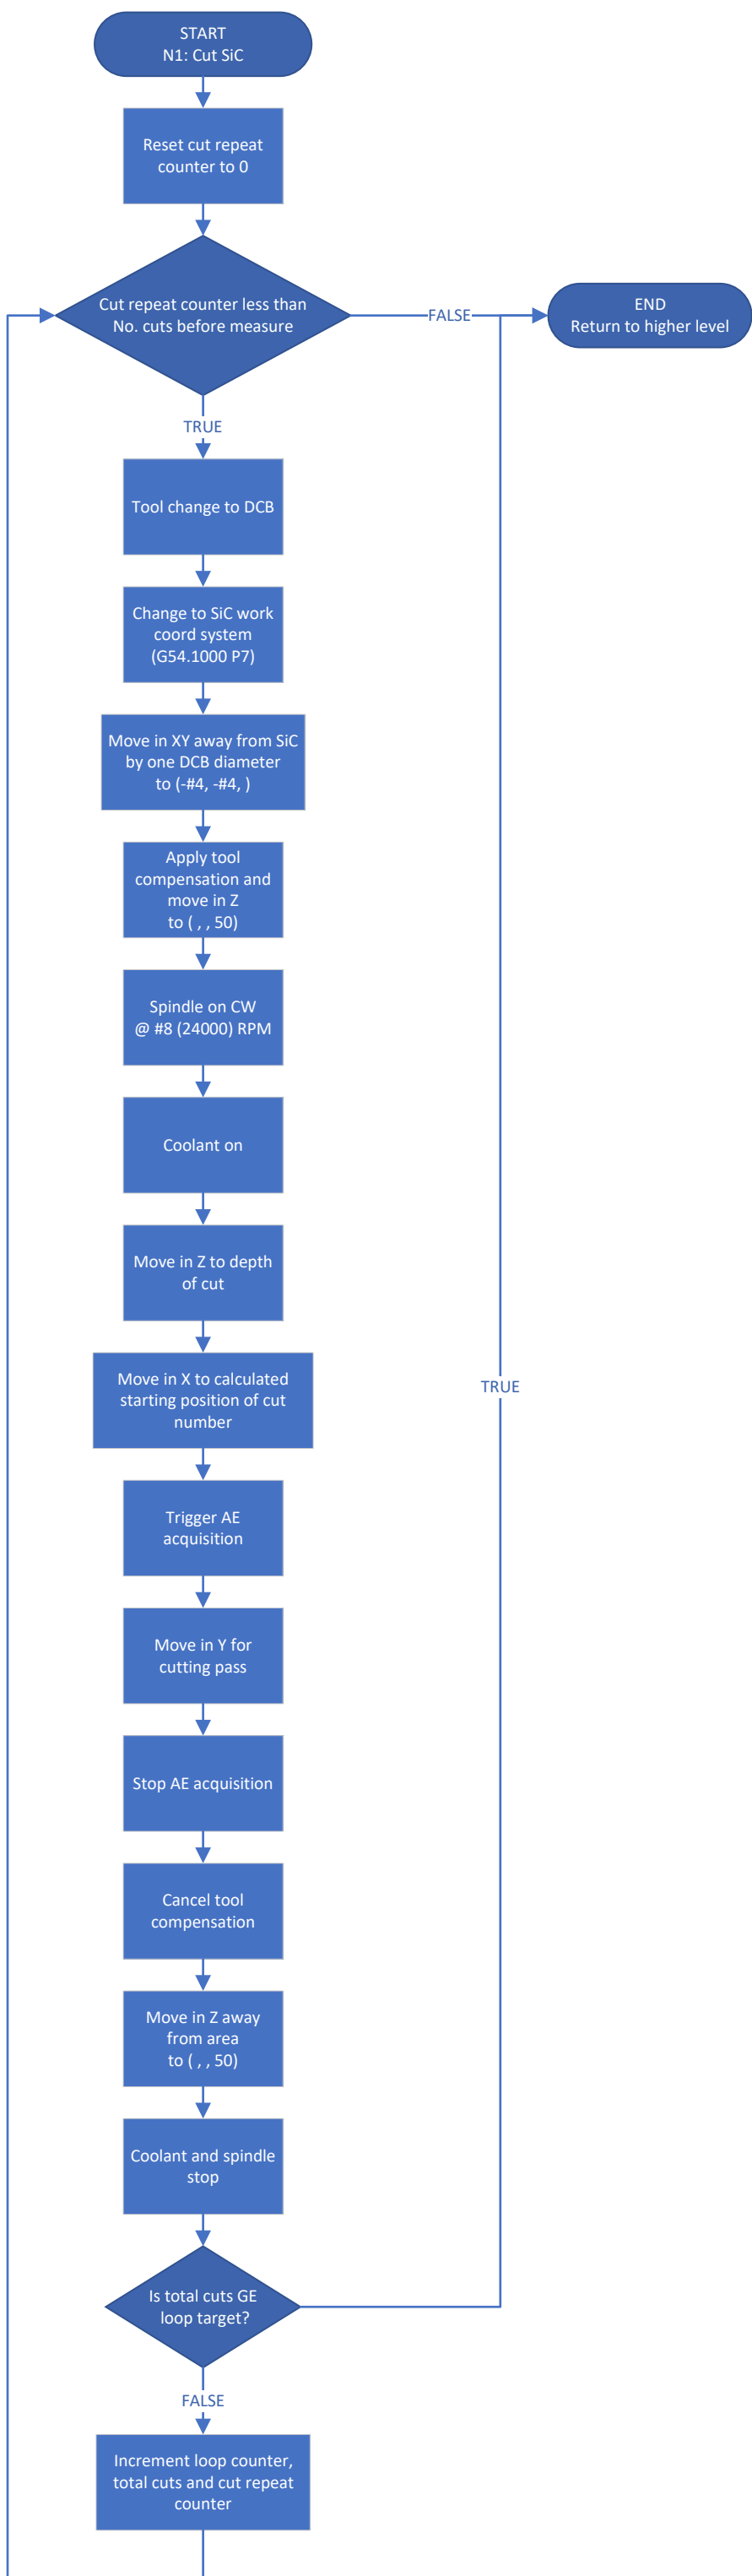 START
N1: Cut SiC
Reset cut repeat
counter to 0
Cut repeat counter less than
No. cuts before measure
FALSE
END
Return to higher level
TRUE
Tool change to DCB
Change to SiC work
coord system
(G54.1000 P7)
Move in XY away from SiC
by one DCB diameter
to (-#4, -#4, )
Apply tool
compensation and
move in Z
to ( , , 50)
Spindle on CW
@ #8 (24000) RPM
Coolant on
Move in Z to depth
of cut
Move in X to calculated
starting position of cut
number
TRUE
Trigger AE
acquisition
Move in Y for
cutting pass
Stop AE acquisition
Cancel tool
compensation
Move in Z away
from area
to ( , , 50)
Coolant and spindle
stop
Is total cuts GE
loop target?
FALSE
Increment loop counter,
total cuts and cut repeat
counter